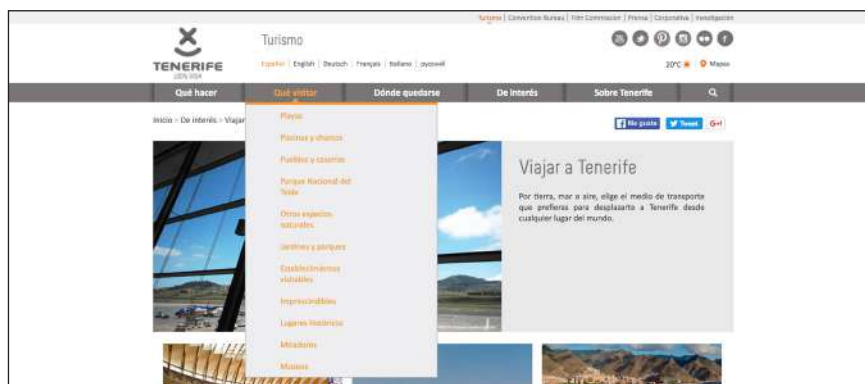 Turismo | Convention Bureau | Film Commission | Prensa | Corporativa | Investigación
TENERIFE
100% VIDA
Turismo
Español | English | Deutsch | Français | Italiano | русский
20°C
Mapas
Qué hacer
Qué visitar
Dónde quedarse
De interés
Sobre Tenerife
Inicio > De interés > Viajar
Me gusta
Tweet
G+1
Playas
Piscinas y charcos
Pueblos y caseríos
Parque Nacional del
Teide
Otros espacios
naturales
Jardines y parques
Establecimientos
visitables
Imprescindibles
Lugares históricos
Miradores
Museos
Viajar a Tenerife
Por tierra, mar o aire, elige el medio de transporte
que prefieras para desplazarte a Tenerife desde
cualquier lugar del mundo.